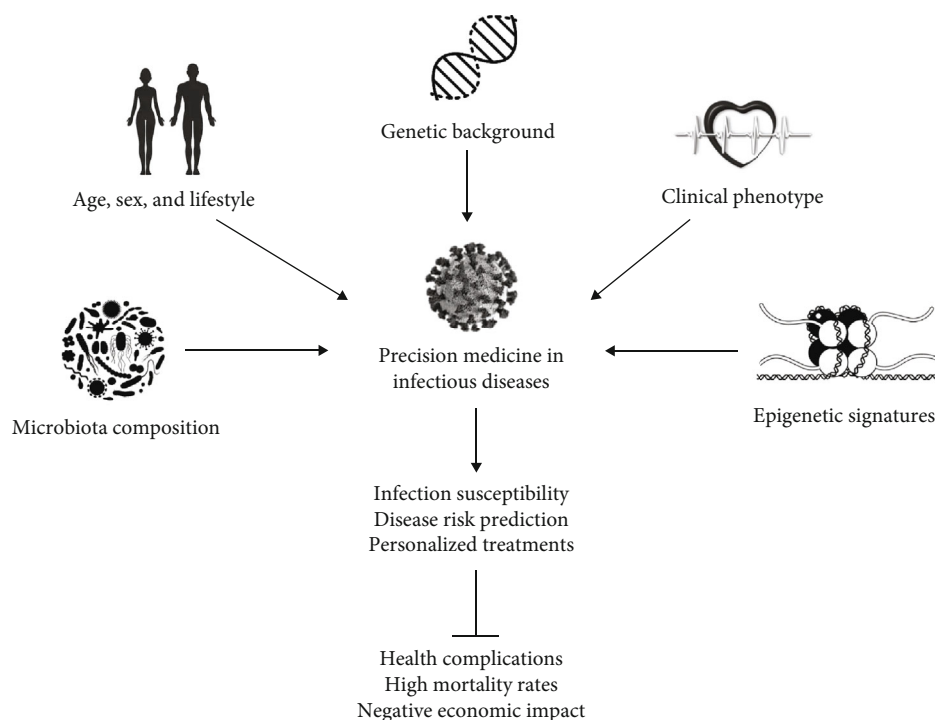 Genetic background
Age, sex, and lifestyle
Clinical phenotype
Precision medicine in
infectious diseases
Microbiota composition
Epigenetic signatures
Infection susceptibility
Disease risk prediction
Personalized treatments
Health complications
High mortality rates
Negative economic impact